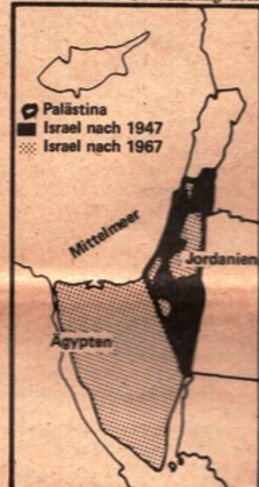 Palästina
Israel nach 1947
Israel nach 1967
Mittelmeer
Jordanien
Ägypten